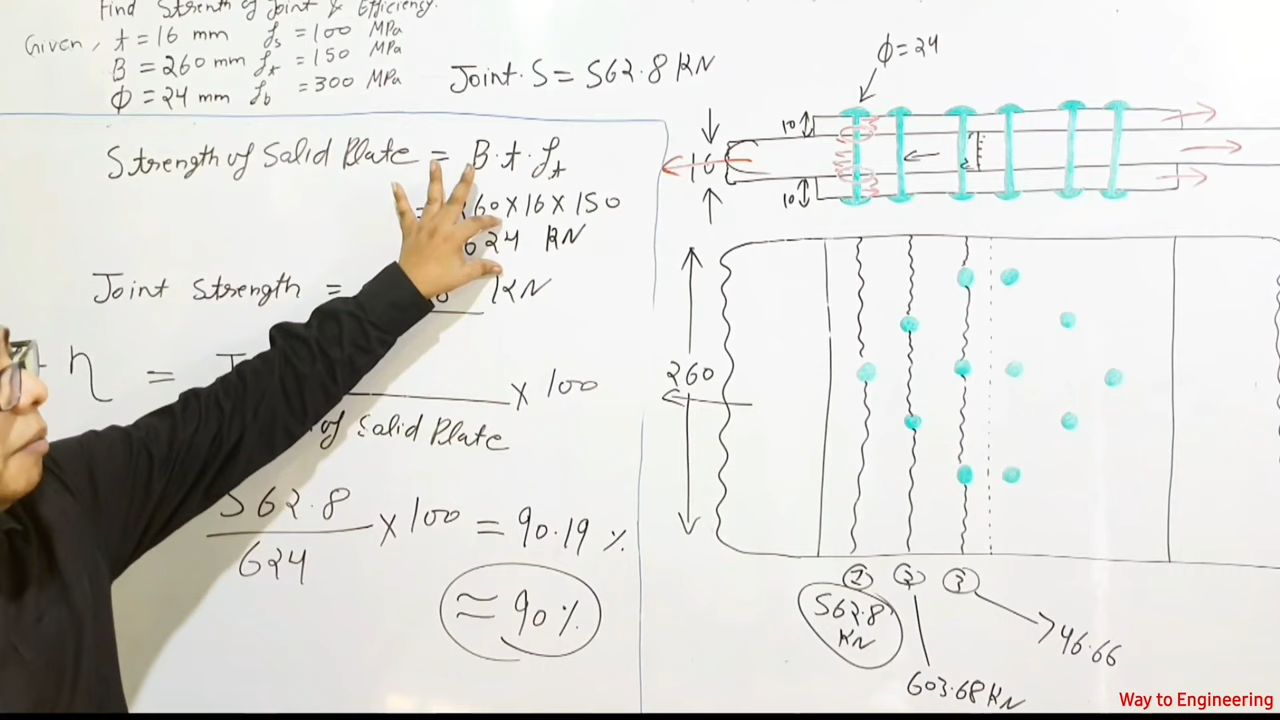 Find Strenth of Joint & Efficiency.
Given, t = 16 mm fs = 100 MPa
B = 260 mm ft = 150 MPa
Φ = 24 mm fb = 300 MPa
Joint. S = 562.8 KN
Strength of Solid Plate = B.t.ft
60 X 16 X 150
624 KN
Joint Strength = KN
η = X 100
of Solid Plate
562.8
624
X 100 = 90.19 %
≈ 90 %
Φ = 24
10
16
10
260
1 2 3
562.8 KN
603.68 KN
46.66
Way to Engineering